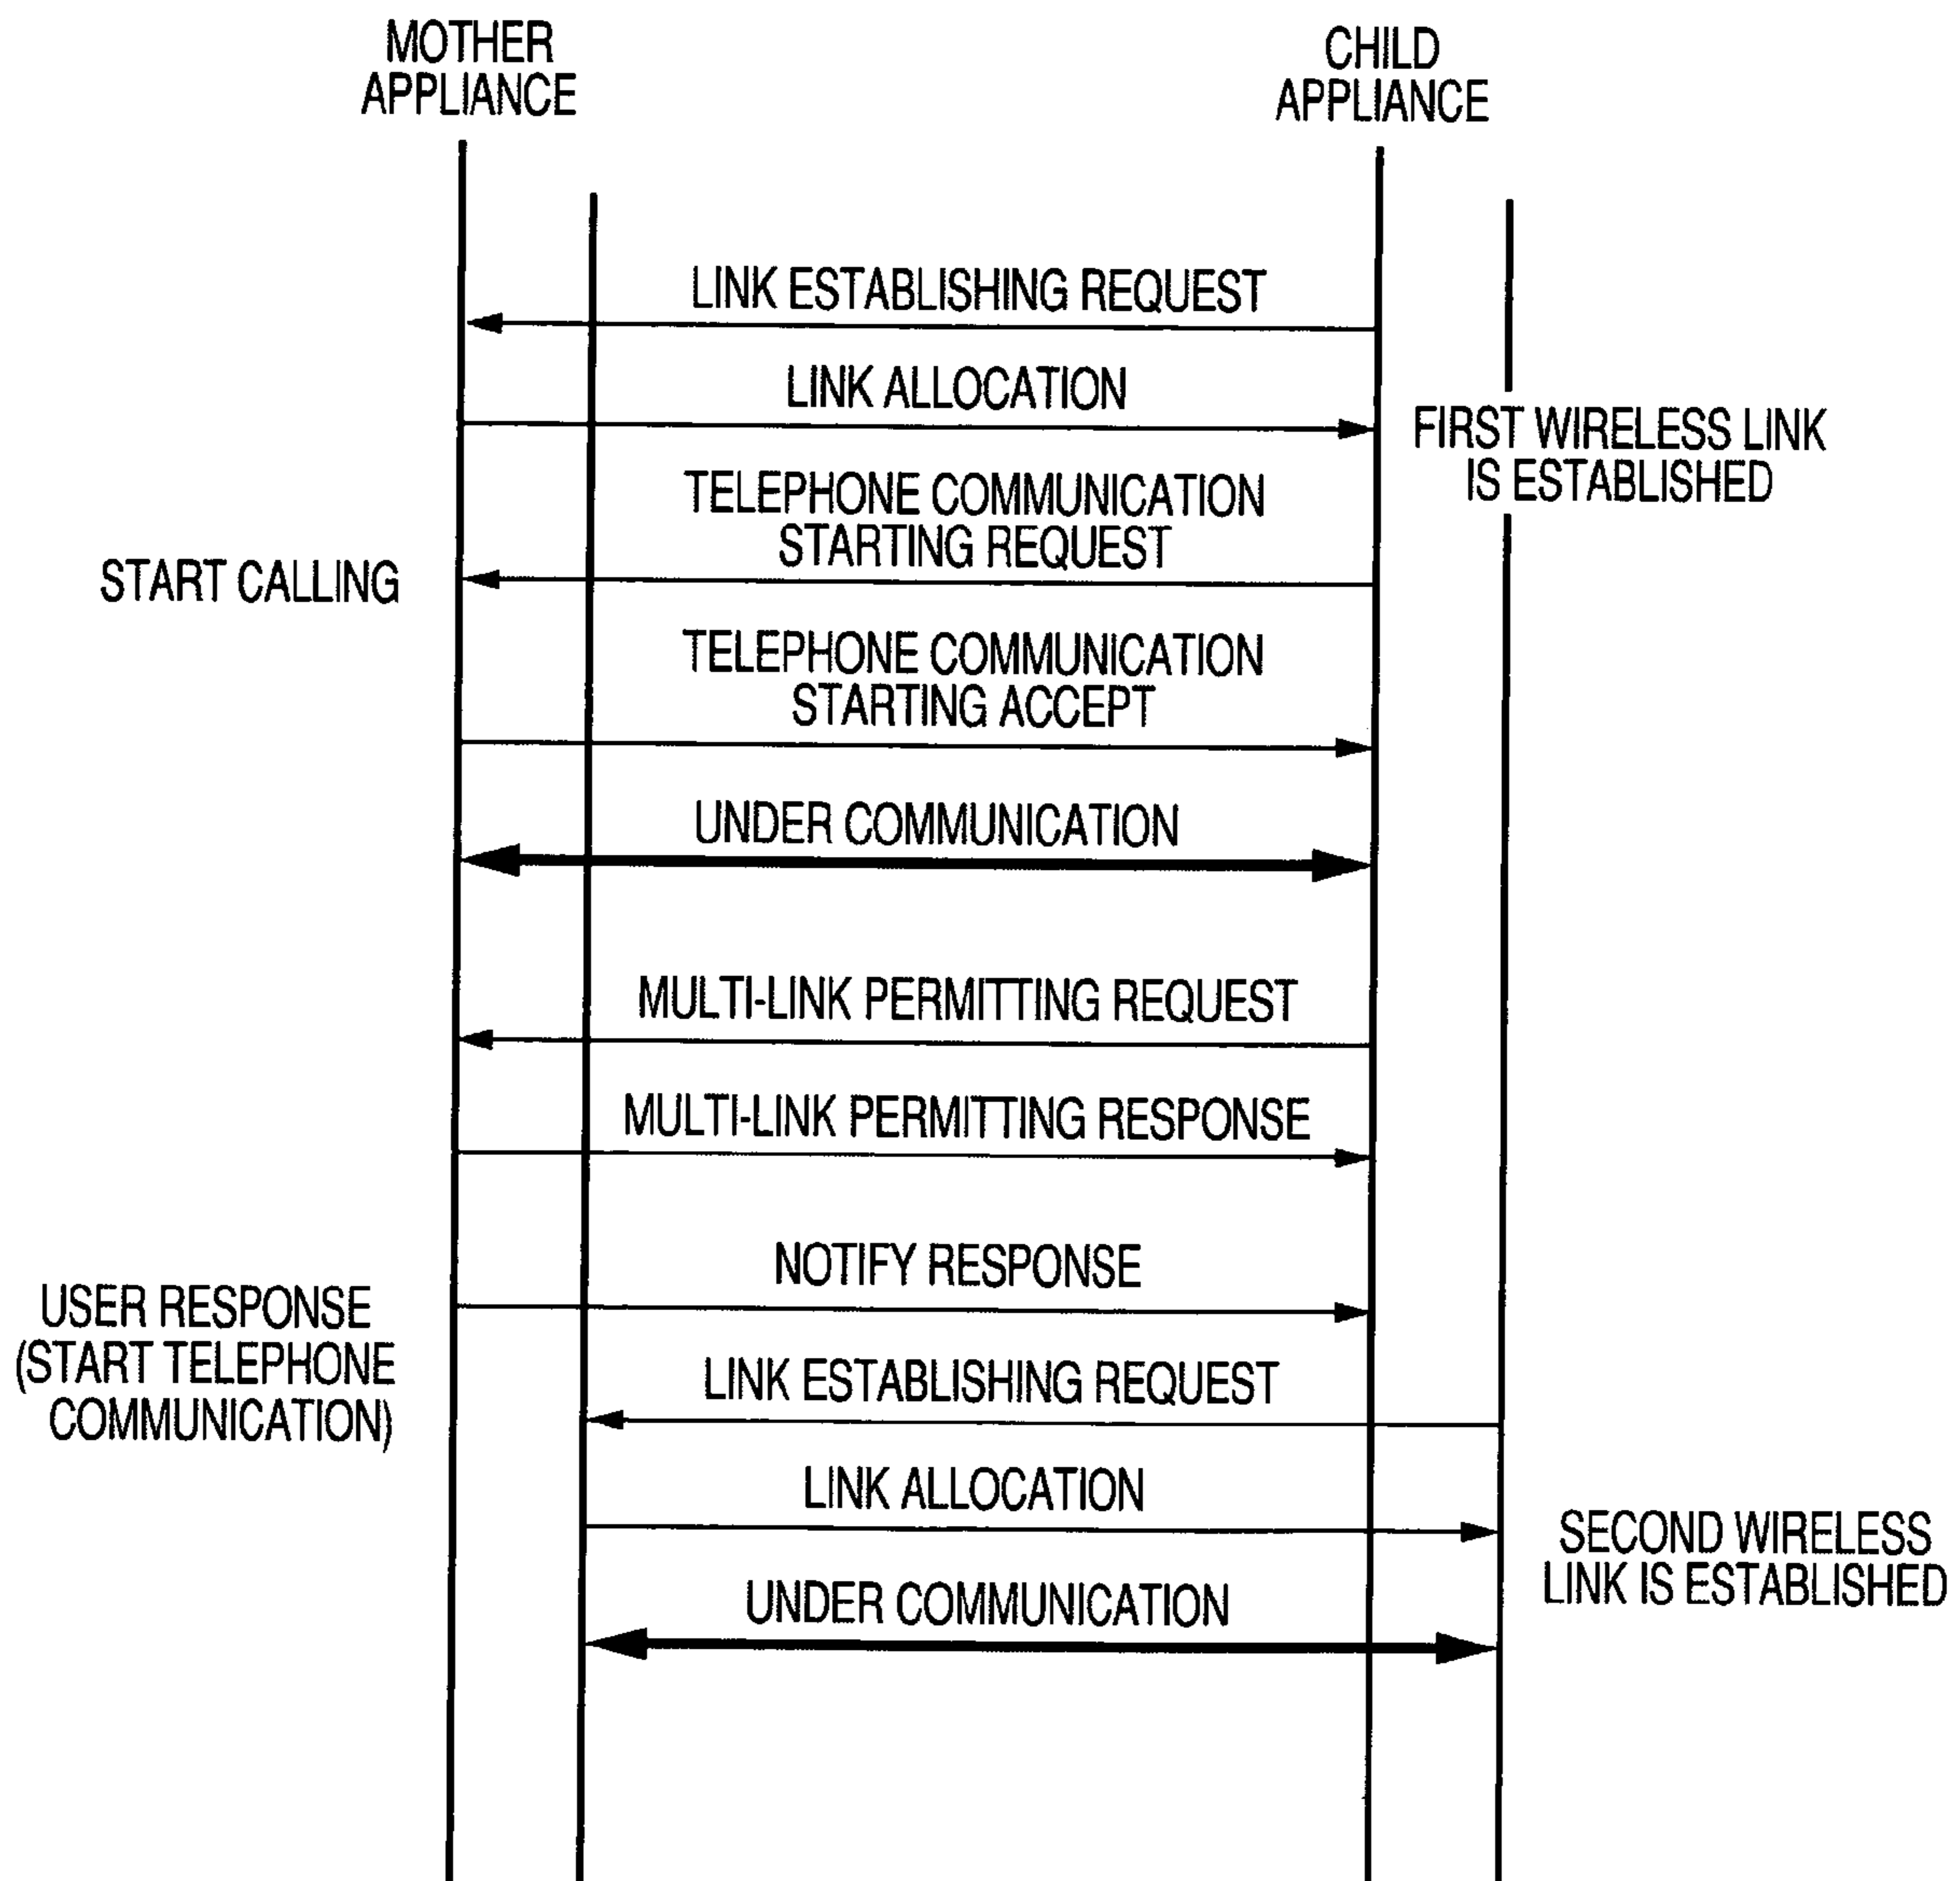 MOTHER
APPLIANCE
CHILD
APPLIANCE
LINK ESTABLISHING REQUEST
LINK ALLOCATION
FIRST WIRELESS LINK
IS ESTABLISHED
TELEPHONE COMMUNICATION
STARTING REQUEST
START CALLING
TELEPHONE COMMUNICATION
STARTING ACCEPT
UNDER COMMUNICATION
MULTI-LINK PERMITTING REQUEST
MULTI-LINK PERMITTING RESPONSE
NOTIFY RESPONSE
USER RESPONSE
(START TELEPHONE
COMMUNICATION)
LINK ESTABLISHING REQUEST
LINK ALLOCATION
SECOND WIRELESS
LINK IS ESTABLISHED
UNDER COMMUNICATION